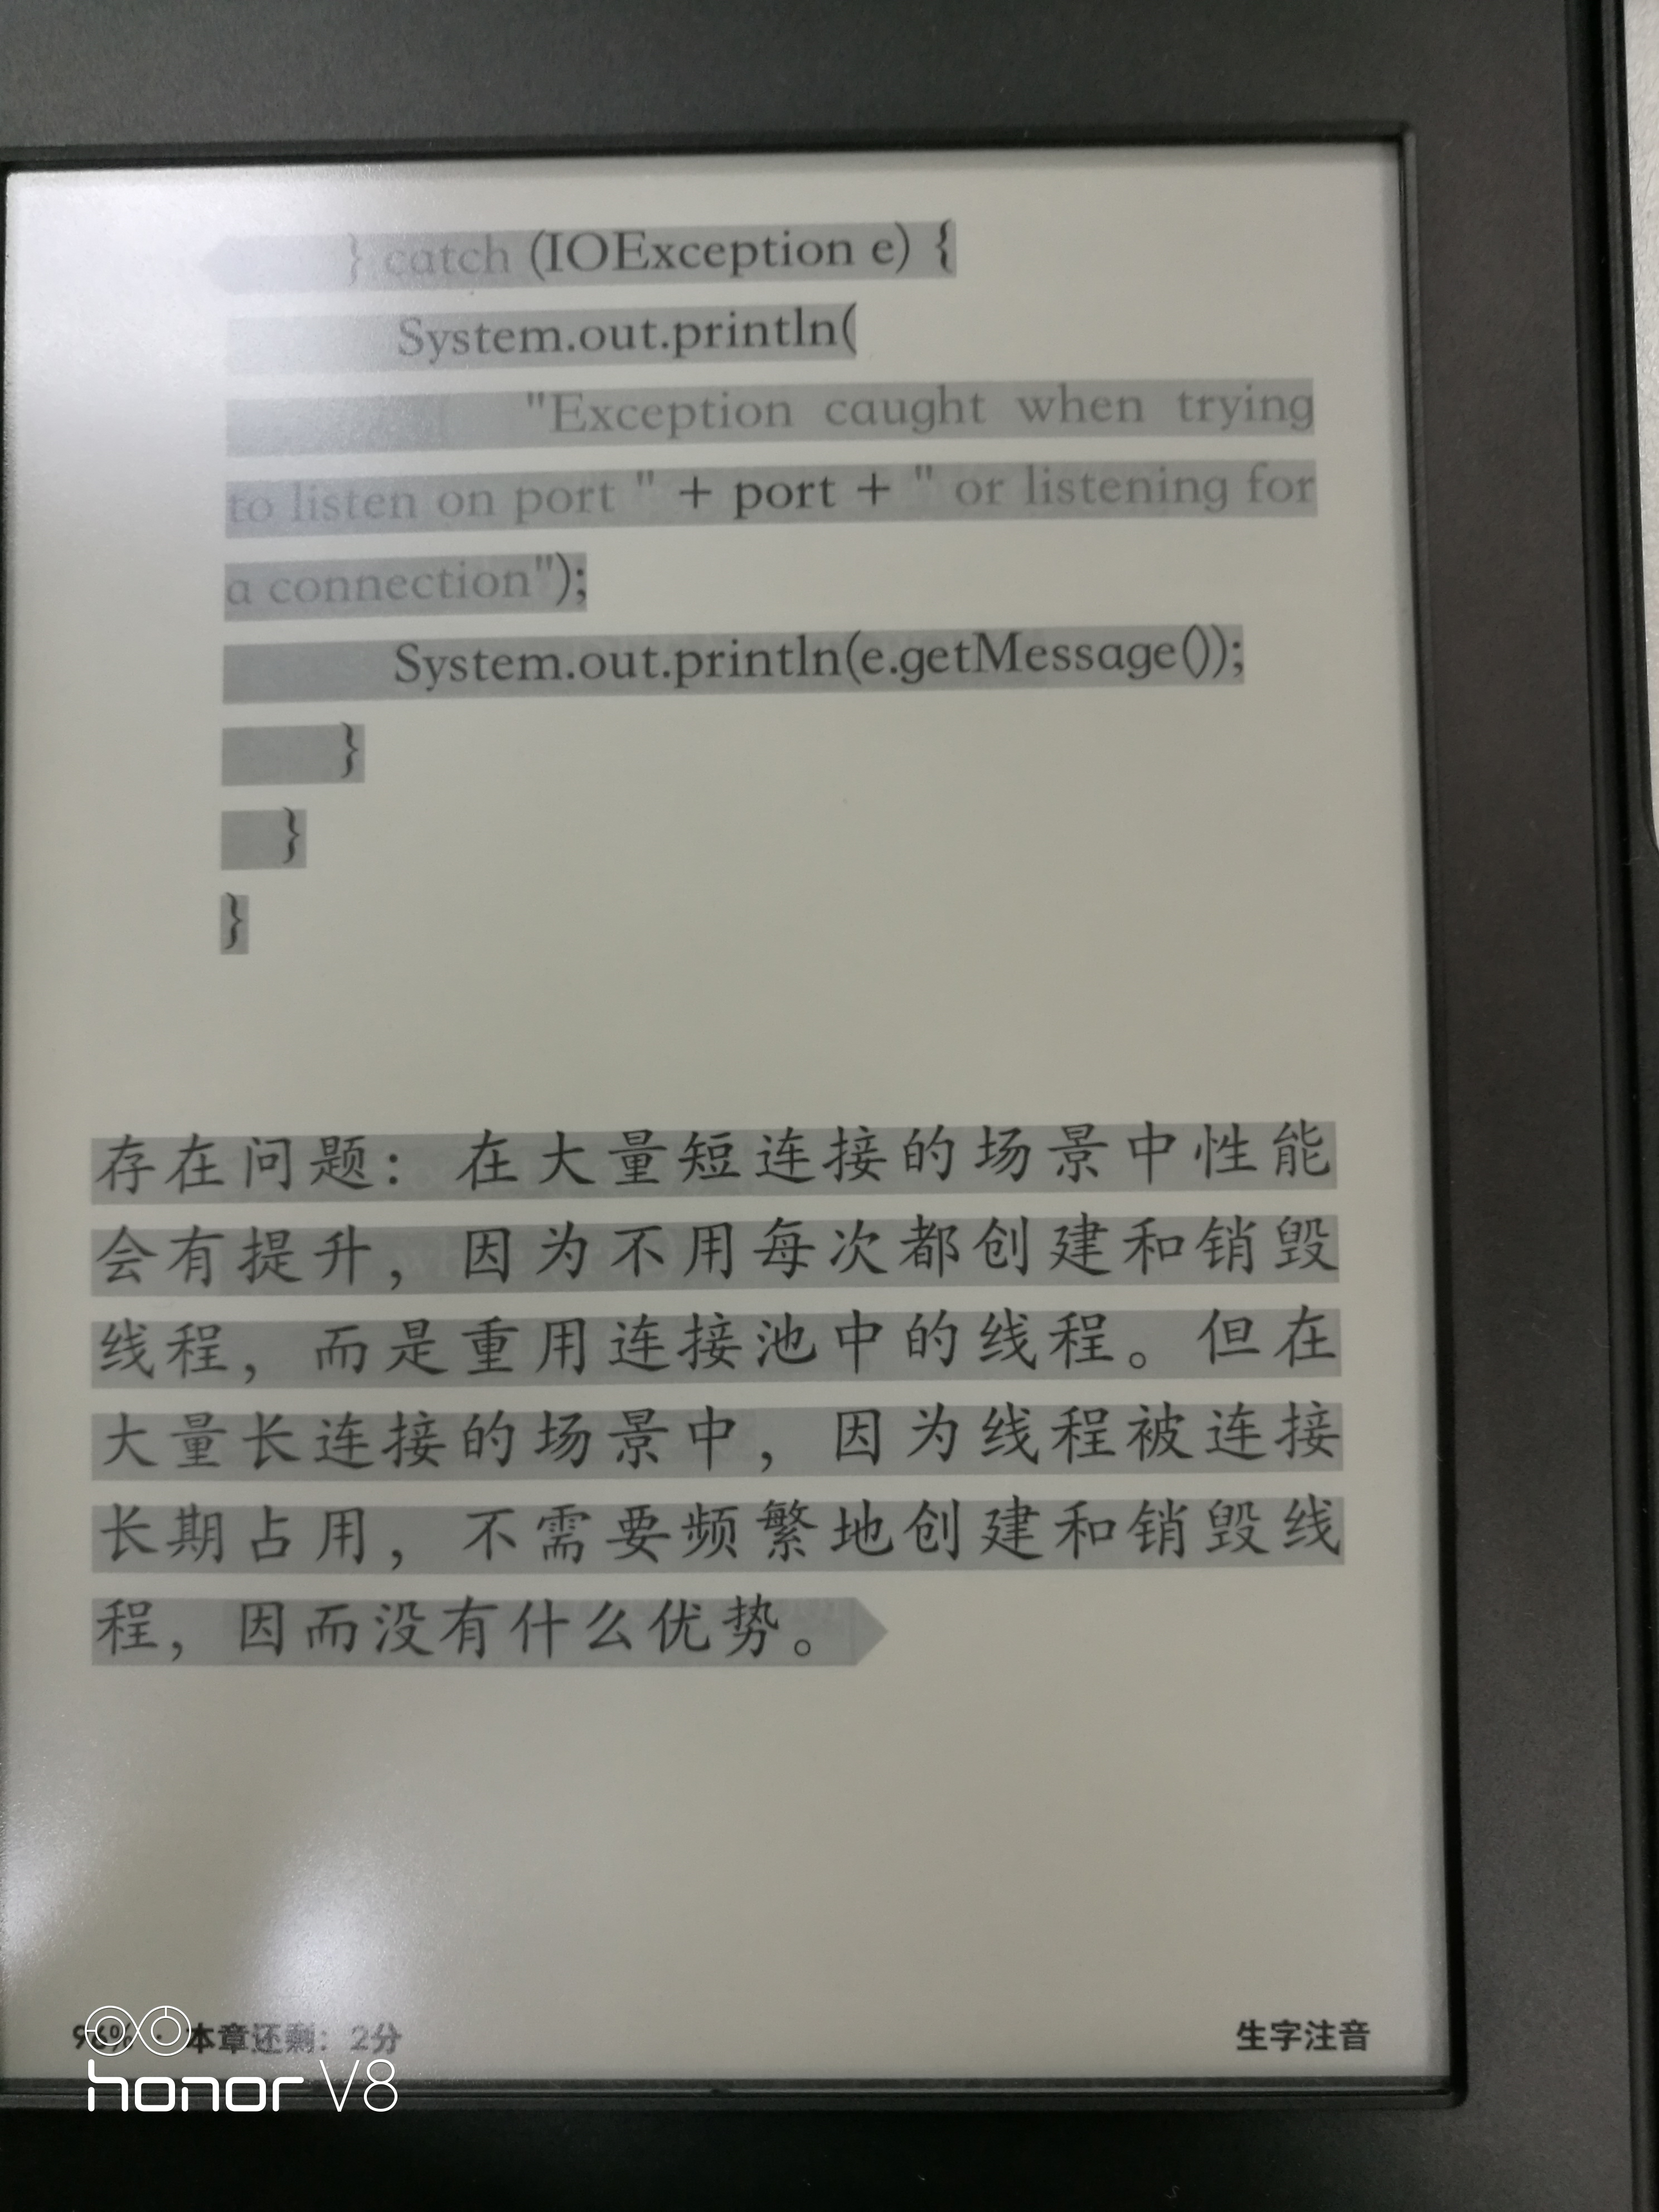 } catch (IOException e) {
System.out.println(
"Exception caught when trying
to listen on port " + port + " or listening for
a connection");
System.out.println(e.getMessage());
}
}
}
存在问题：在大量短连接的场景中性能
会有提升，因为不用每次都创建和销毁
线程，而是重用连接池中的线程。但在
大量长连接的场景中，因为线程被连接
长期占用，不需要频繁地创建和销毁线
程，因而没有什么优势。
本章还剩：2分 生字注音
honor V8